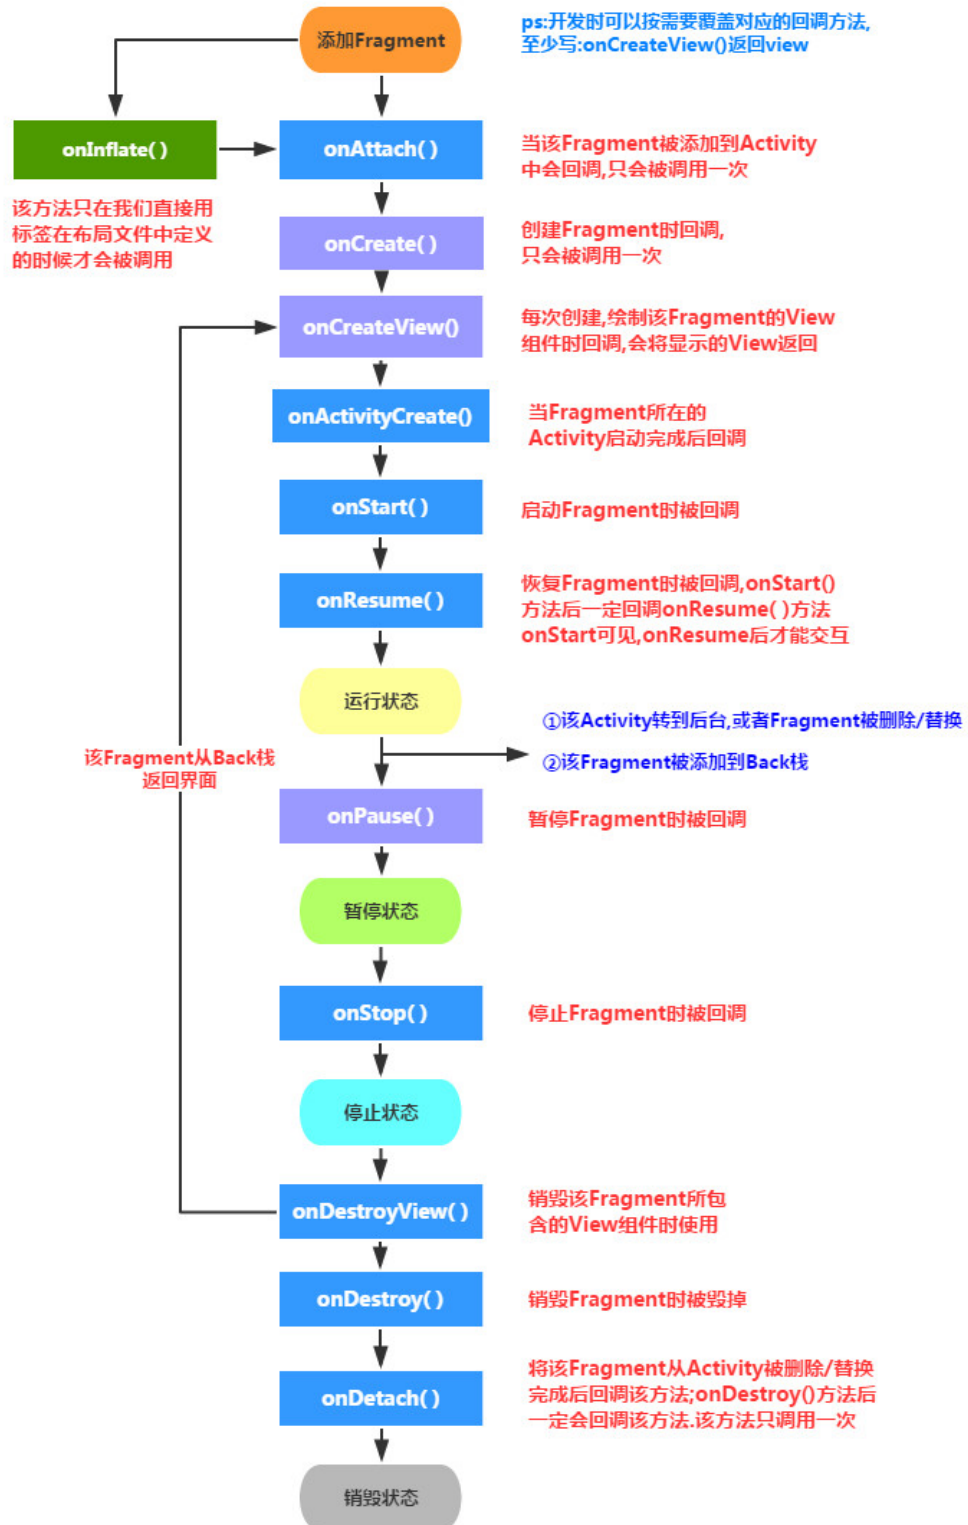 添加Fragment
ps:开发时可以按需要覆盖对应的回调方法,
至少写:onCreateView()返回view
onInflate( )
该方法只在我们直接用
标签在布局文件中定义
的时候才会被调用
onAttach( )
当该Fragment被添加到Activity
中会回调,只会被调用一次
onCreate( )
创建Fragment时回调,
只会被调用一次
onCreateView()
每次创建,绘制该Fragment的View
组件时回调,会将显示的View返回
onActivityCreate()
当Fragment所在的
Activity启动完成后回调
onStart( )
启动Fragment时被回调
onResume( )
恢复Fragment时被回调,onStart()
方法后一定回调onResume( )方法
onStart可见,onResume后才能交互
运行状态
①该Activity转到后台,或者Fragment被删除/替换
②该Fragment被添加到Back栈
该Fragment从Back栈
返回界面
onPause( )
暂停Fragment时被回调
暂停状态
onStop( )
停止Fragment时被回调
停止状态
onDestroyView( )
销毁该Fragment所包
含的View组件时使用
onDestroy( )
销毁Fragment时被毁掉
onDetach( )
将该Fragment从Activity被删除/替换
完成后回调该方法;onDestroy()方法后
一定会回调该方法.该方法只调用一次
销毁状态